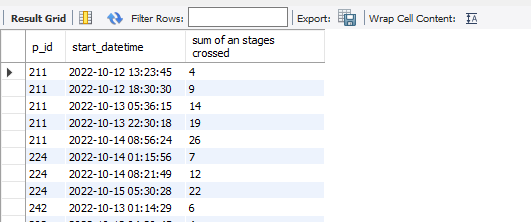 Result Grid Filter Rows: Export: Wrap Cell Content: IA
p_id start_datetime sum of an stages
crossed
211 2022-10-12 13:23:45 4
211 2022-10-12 18:30:30 9
211 2022-10-13 05:36:15 14
211 2022-10-13 22:30:18 19
211 2022-10-14 08:56:24 26
224 2022-10-14 01:15:56 7
224 2022-10-14 08:21:49 12
224 2022-10-15 05:30:28 22
242 2022-10-13 01:14:29 6